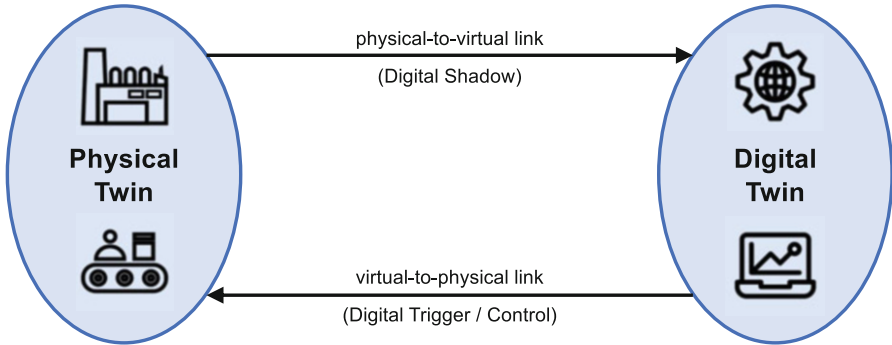 physical-to-virtual link
(Digital Shadow)
Physical
Twin
Digital
Twin
virtual-to-physical link
(Digital Trigger / Control)